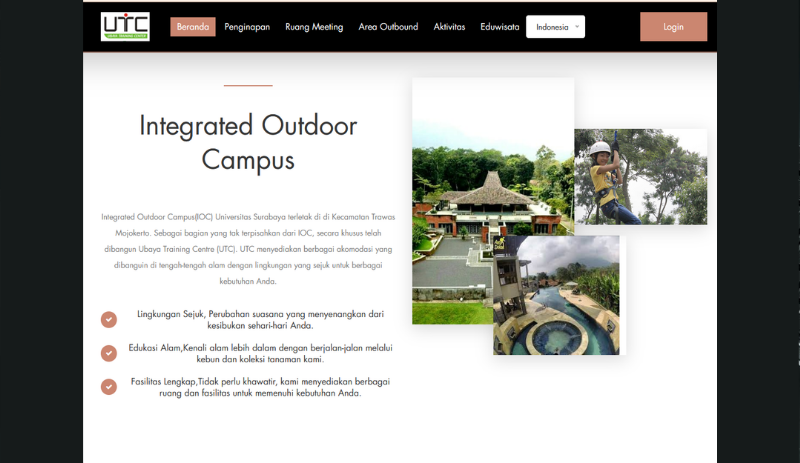 UTC
Beranda Penginapan Ruang Meeting Area Outbound Aktivitas Eduwisata Indonesia Login
Integrated Outdoor
Campus
Integrated Outdoor Campus(IOC) Universitas Surabaya terletak di di Kecamatan Trawas
Mojokerto. Sebagai bagian yang tak terpisahkan dari IOC, secara khusus telah
dibangun Ubaya Training Centre (UTC). UTC menyediakan berbagai akomodasi yang
dibanguin di tengah-tengah alam dengan lingkungan yang sejuk untuk berbagai
kebutuhan Anda.
Lingkungan Sejuk, Perubahan suasana yang menyenangkan dari
kesibukan sehari-hari Anda.
Edukasi Alam,Kenali alam lebih dalam dengan berjalan-jalan melalui
kebun dan koleksi tanaman kami.
Fasilitas Lengkap,Tidak perlu khawatir, kami menyediakan berbagai
ruang dan fasilitas untuk memenuhi kebutuhan Anda.